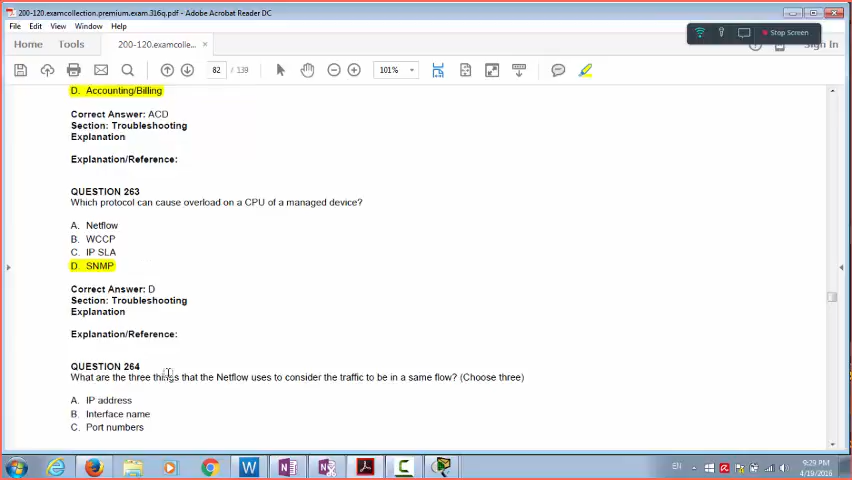 200-120.examcollection.premium.exam.316q.pdf - Adobe Acrobat Reader DC
File Edit View Window Help
Stop Screen
Home Tools 200-120.examcolle... × Sign In
82 / 139 101%
D. Accounting/Billing
Correct Answer: ACD
Section: Troubleshooting
Explanation
Explanation/Reference:
QUESTION 263
Which protocol can cause overload on a CPU of a managed device?
A. Netflow
B. WCCP
C. IP SLA
D. SNMP
Correct Answer: D
Section: Troubleshooting
Explanation
Explanation/Reference:
QUESTION 264
What are the three things that the Netflow uses to consider the traffic to be in a same flow? (Choose three)
A. IP address
B. Interface name
C. Port numbers
EN
9:29 PM
4/19/2016